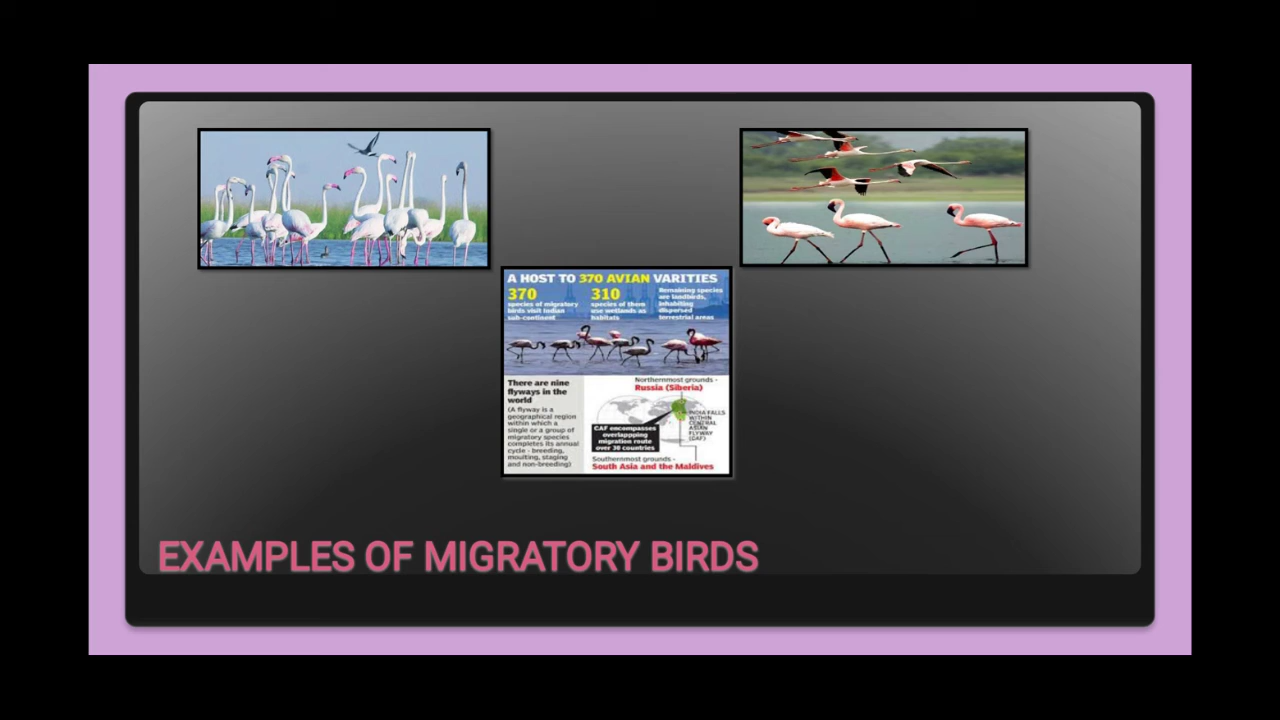 A HOST TO 370 AVIAN VARITIES
370
species of migratory
birds visit Indian
sub-continent
310
species of them
use wetlands as
habitats
Remaining species
are landbirds,
inhabiting
dispersed
terrestrial areas
There are nine
flyways in the
world
(A flyway is a
geographical region
within which a
single or a group of
migratory species
completes its annual
cycle - breeding,
moulting, staging
and non-breeding)
Northernmost grounds -
Russia (Siberia)
INDIA FALLS
WITHIN
CENTRAL
ASIAN
FLYWAY
(CAF)
CAF encompasses
overlappping
migration route
over 30 countries
Southernmost grounds -
South Asia and the Maldives
EXAMPLES OF MIGRATORY BIRDS